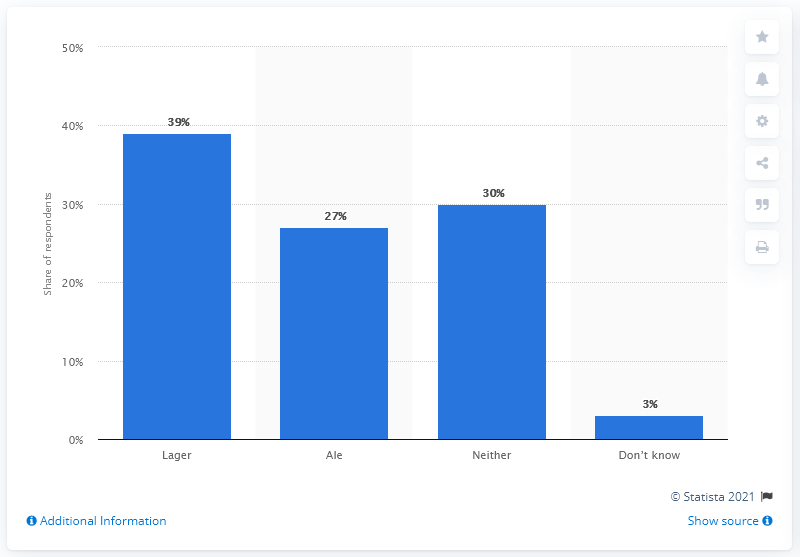 50%
40%
30%
20%
10%
0%
Share of respondents
39%
27%
30%
3%
Lager
Ale
Neither
Don't know
© Statista 2021
Additional Information
Show source